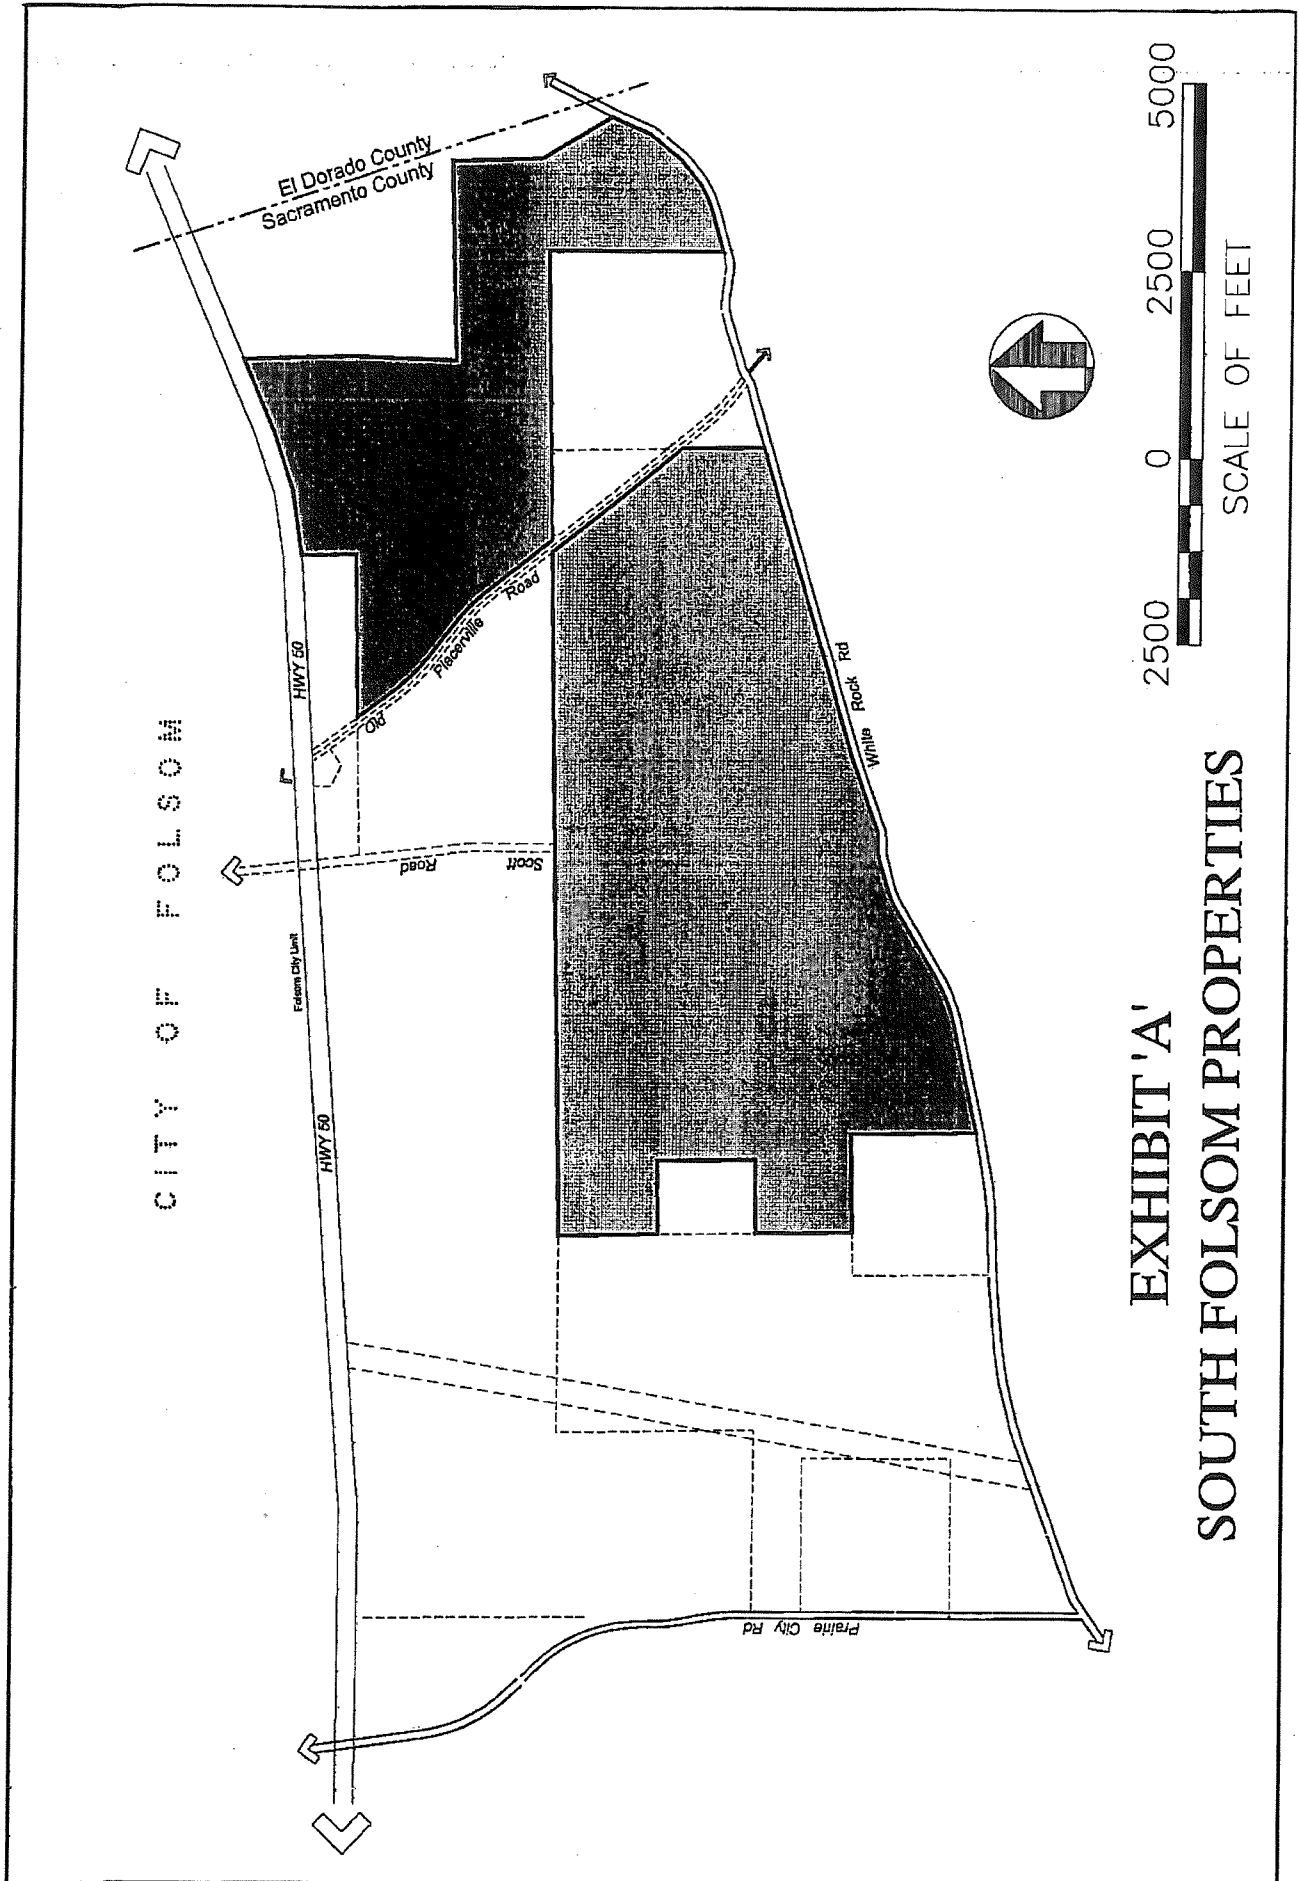 CITY OF FOLSOM
El Dorado County
Sacramento County
HWY 50
HWY 50
Folsom City Limit
Old Placerville Road
Scott Road
White Rock Rd
Prairie City Rd
2500 0 2500 5000
SCALE OF FEET
EXHIBIT 'A'
SOUTH FOLSOM PROPERTIES